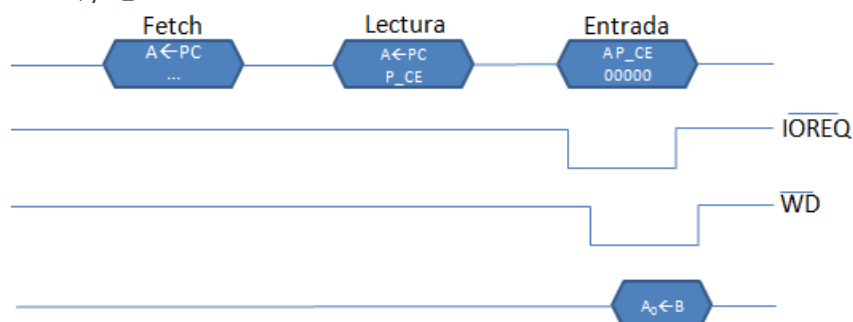 Fetch
Lectura
Entrada
A←PC
...
A←PC
P_CE
A P_CE
00000
IOREQ
WD
A₀←B